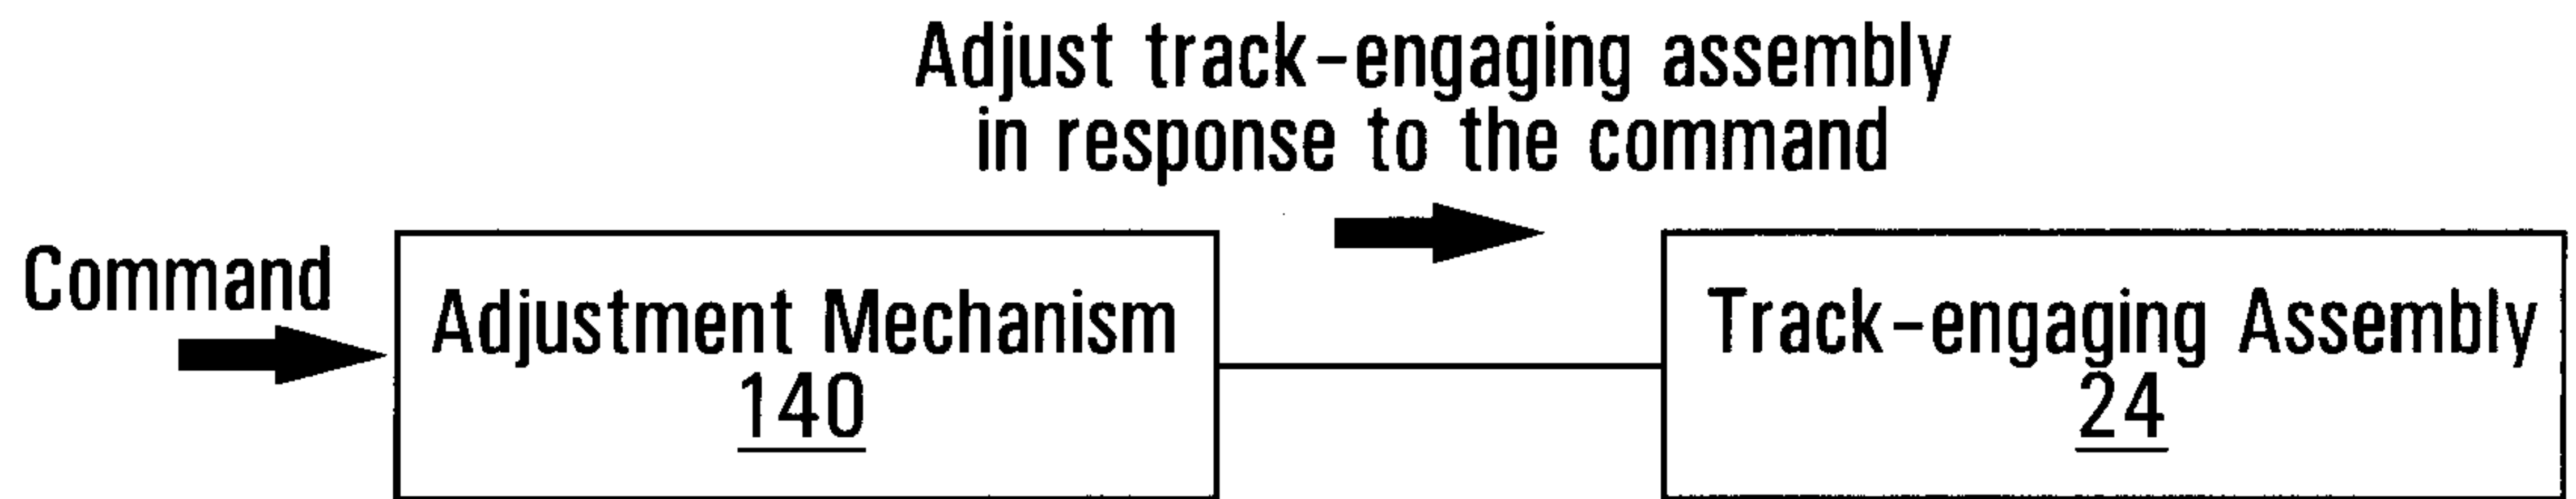 Adjust track-engaging assembly
in response to the command
Command
Adjustment Mechanism
140
Track-engaging Assembly
24